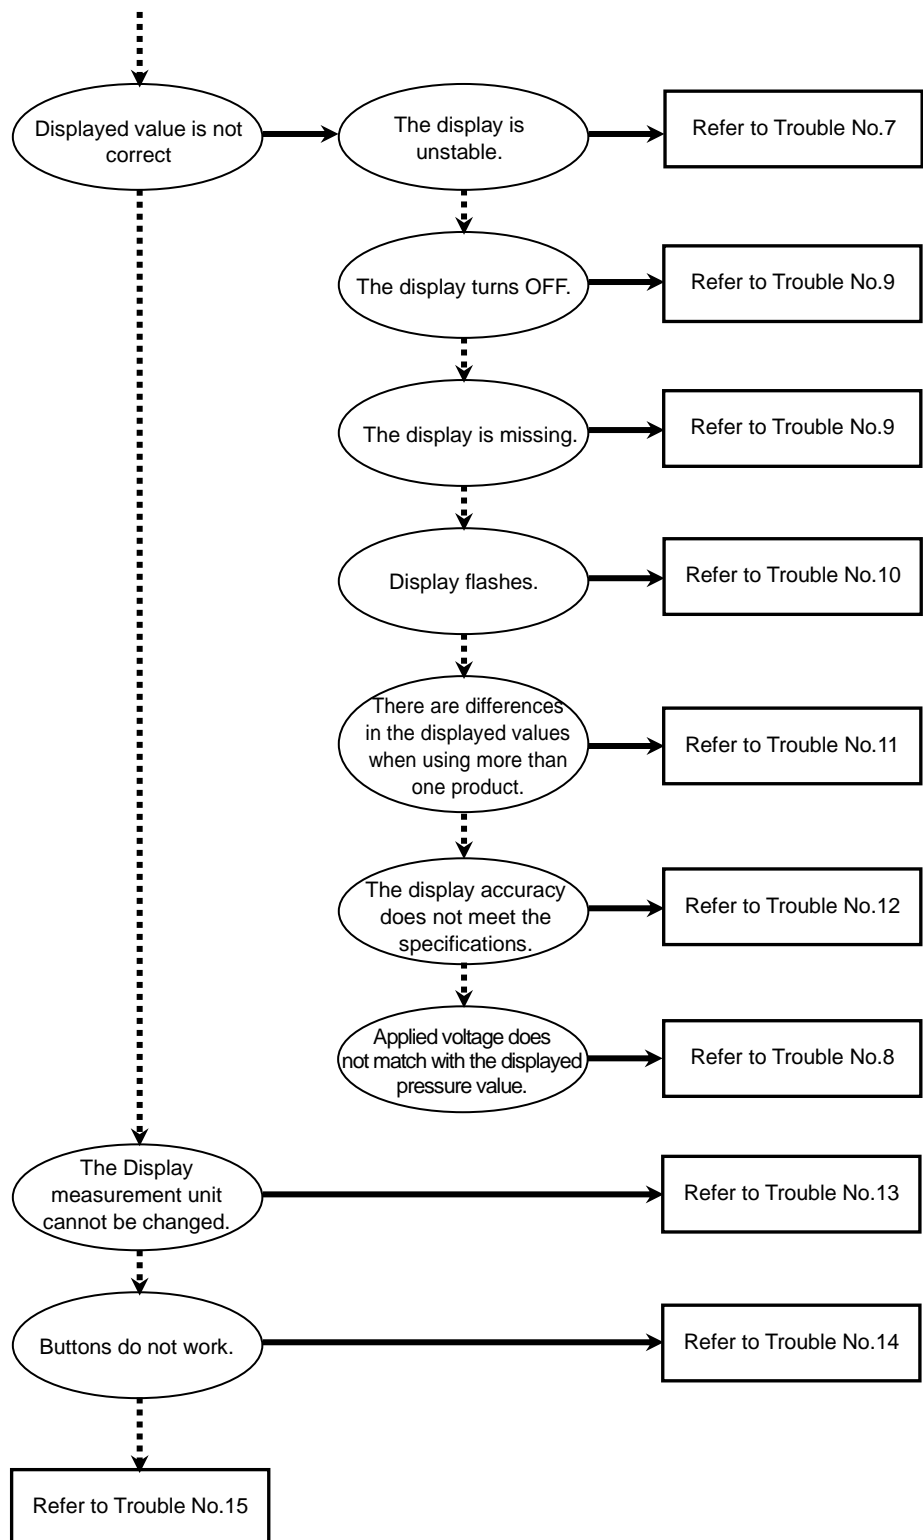 Displayed value is not
correct
The display is
unstable.
Refer to Trouble No.7
The display turns OFF.
Refer to Trouble No.9
The display is missing.
Refer to Trouble No.9
Display flashes.
Refer to Trouble No.10
There are differences
in the displayed values
when using more than
one product.
Refer to Trouble No.11
The display accuracy
does not meet the
specifications.
Refer to Trouble No.12
Applied voltage does
not match with the displayed
pressure value.
Refer to Trouble No.8
The Display
measurement unit
cannot be changed.
Refer to Trouble No.13
Buttons do not work.
Refer to Trouble No.14
Refer to Trouble No.15